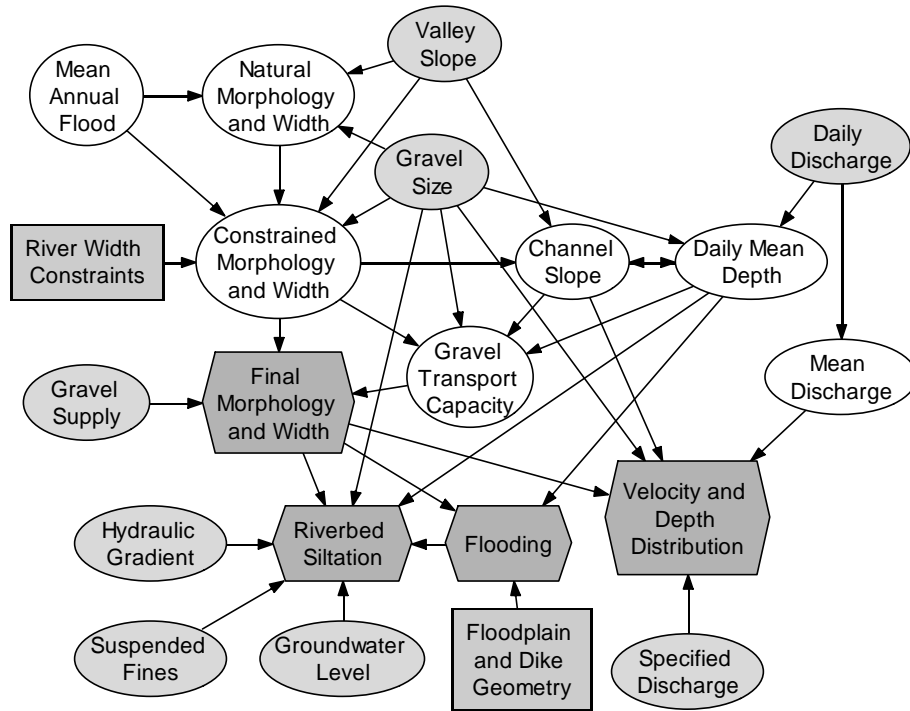 Mean
Annual
Flood
Natural
Morphology
and Width
Valley
Slope
Gravel
Size
Daily
Discharge
River Width
Constraints
Constrained
Morphology
and Width
Channel
Slope
Daily Mean
Depth
Gravel
Supply
Final
Morphology
and Width
Gravel
Transport
Capacity
Mean
Discharge
Hydraulic
Gradient
Riverbed
Siltation
Flooding
Velocity and
Depth
Distribution
Suspended
Fines
Groundwater
Level
Floodplain
and Dike
Geometry
Specified
Discharge